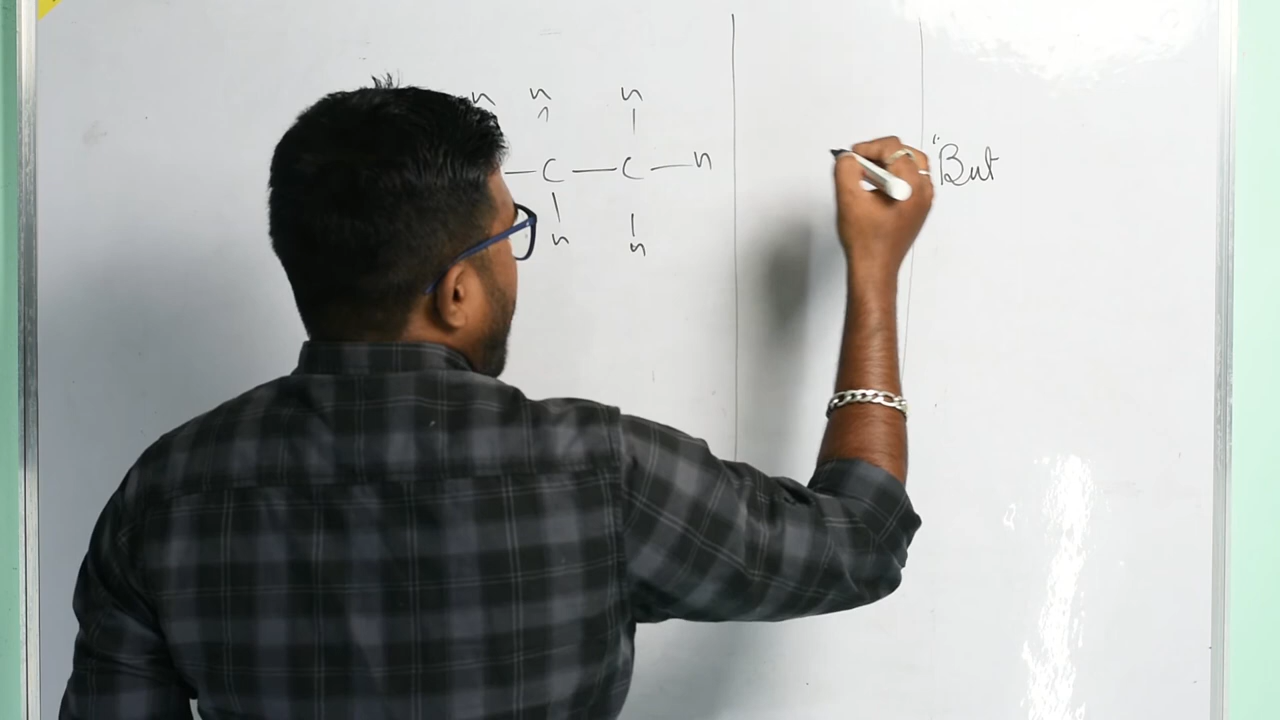 n n n
— C — C — n
n n
"But